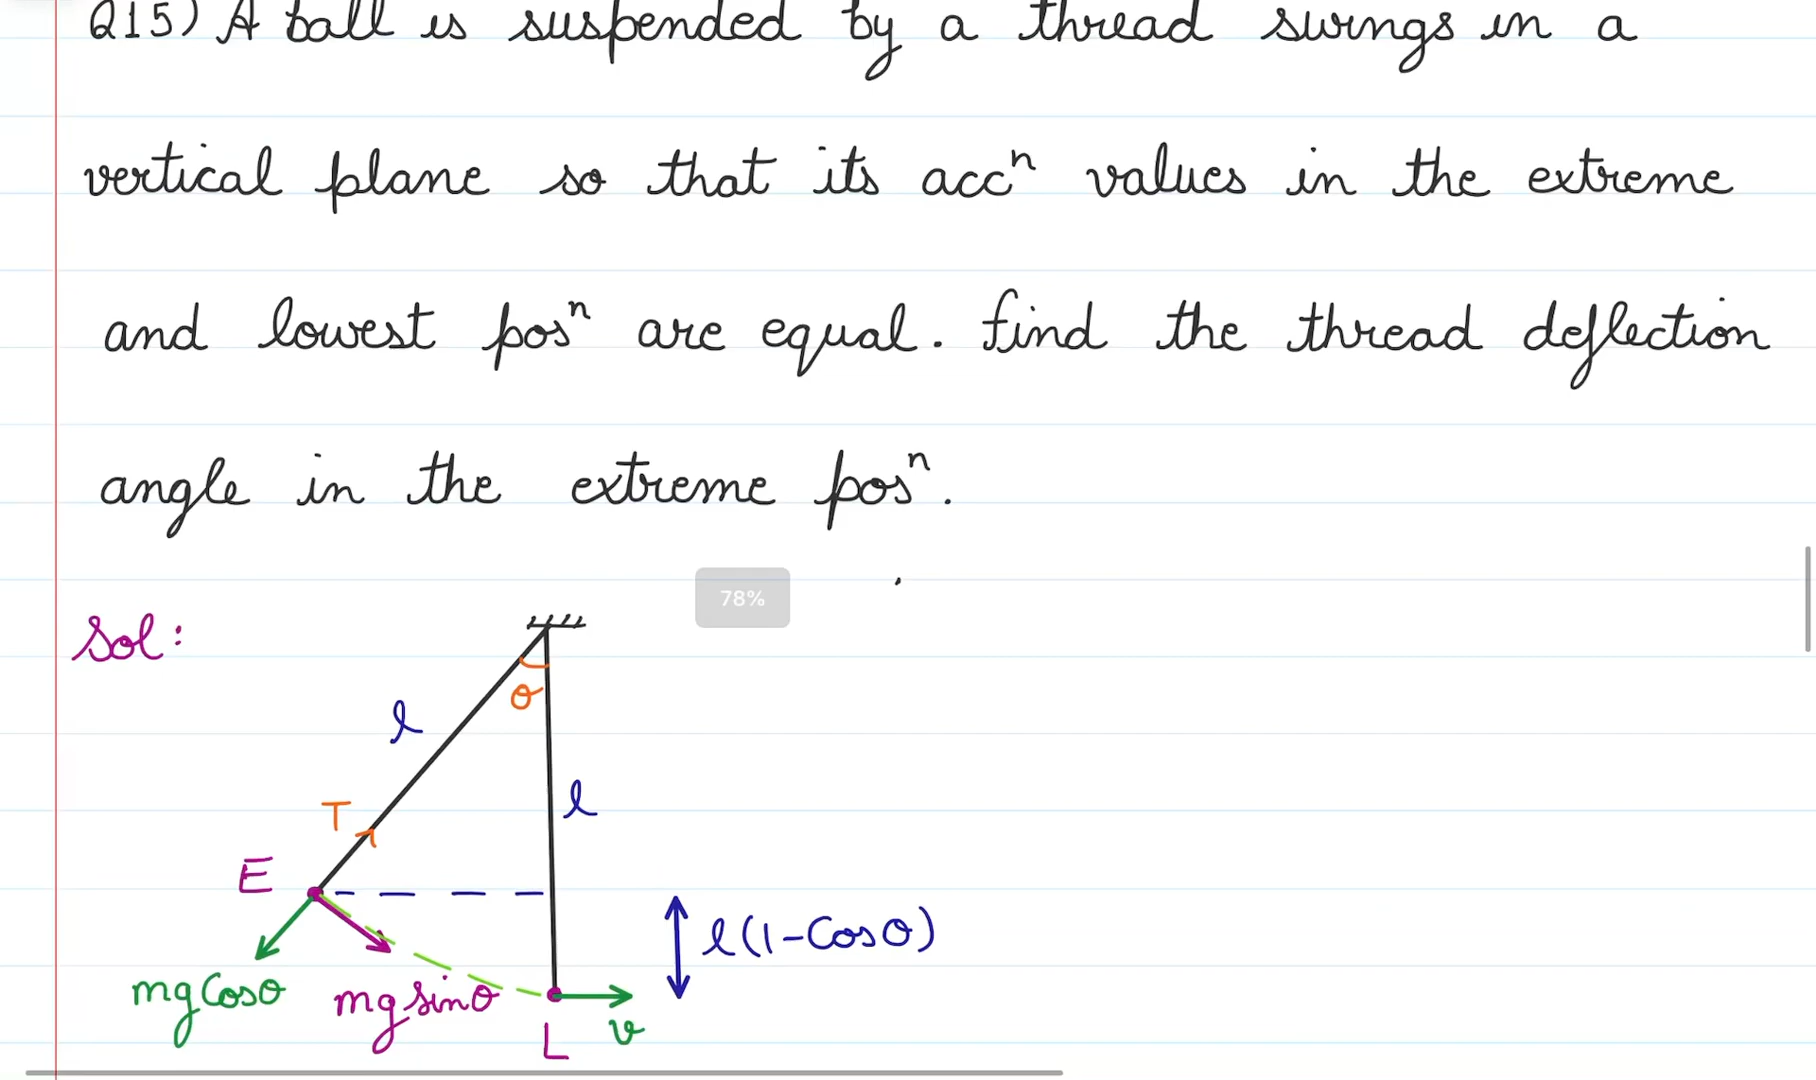 Q15) A ball is suspended by a thread swings in a
vertical plane so that its accⁿ values in the extreme
and lowest posⁿ are equal. find the thread deflection
angle in the extreme posⁿ.
78%
Sol:
θ
l
l
T
E
l(1-Cosθ)
mgCosθ
mgSinθ
v
L